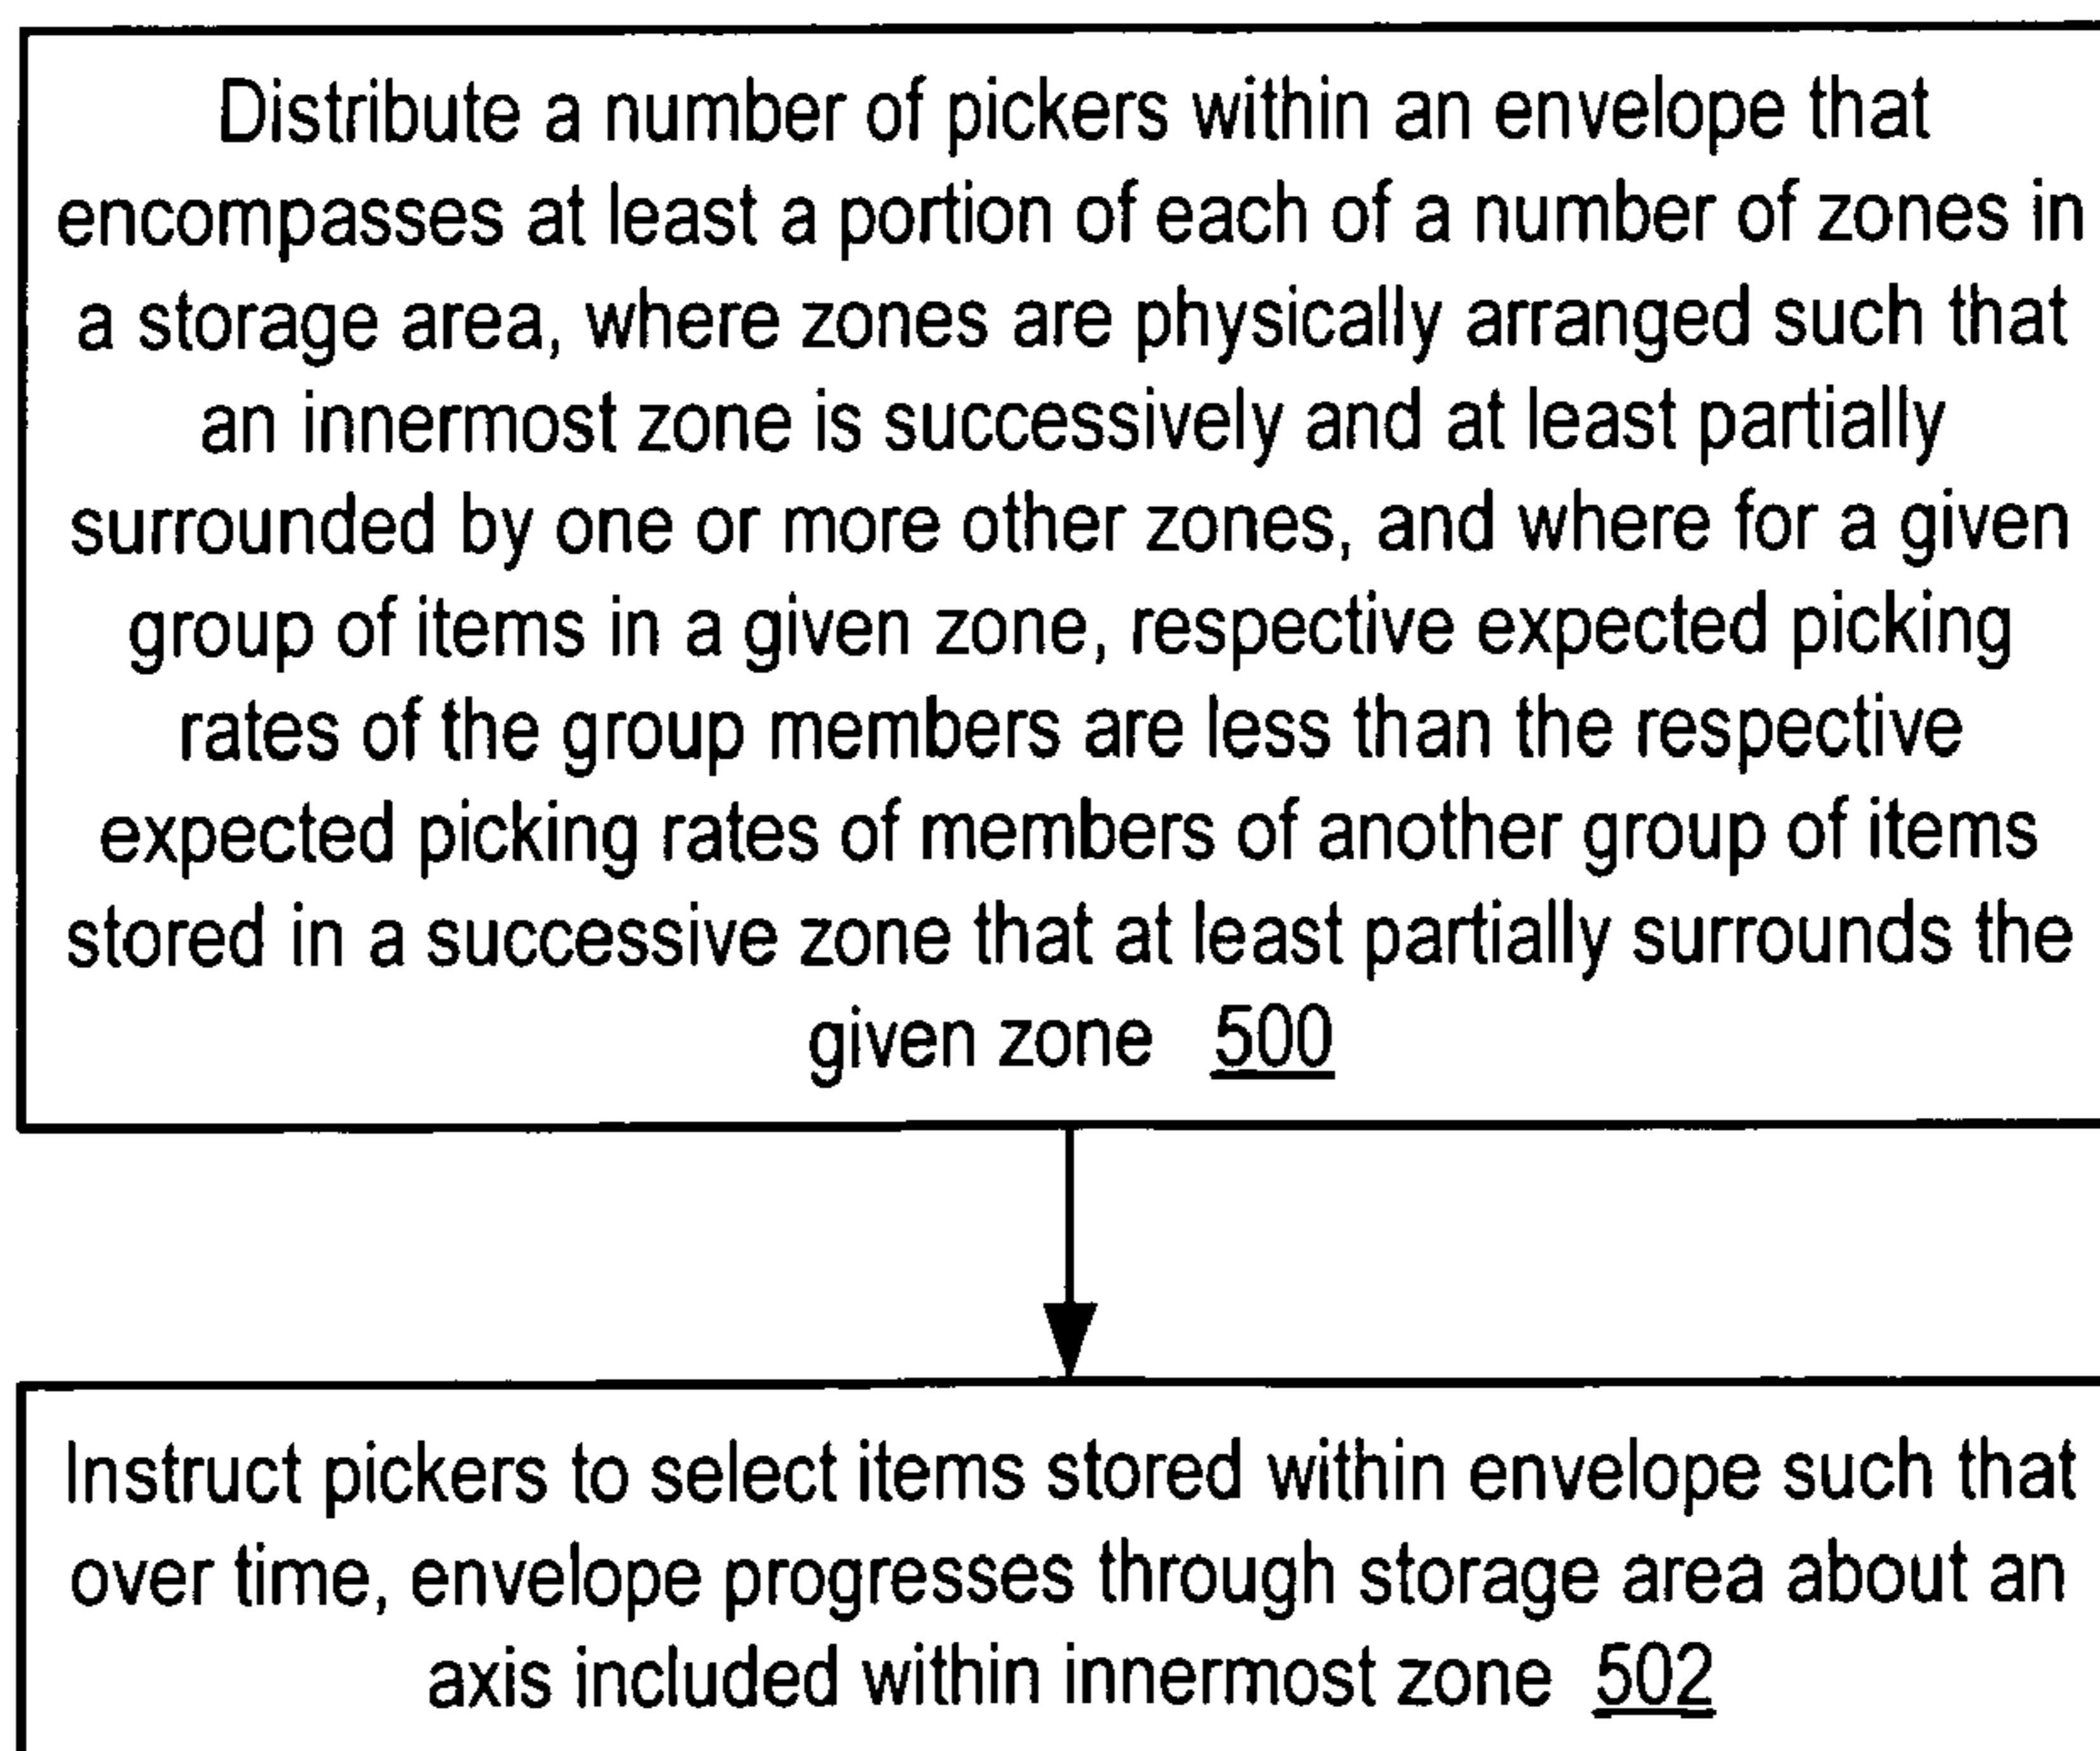 Distribute a number of pickers within an envelope that
encompasses at least a portion of each of a number of zones in
a storage area, where zones are physically arranged such that
an innermost zone is successively and at least partially
surrounded by one or more other zones, and where for a given
group of items in a given zone, respective expected picking
rates of the group members are less than the respective
expected picking rates of members of another group of items
stored in a successive zone that at least partially surrounds the
given zone 500
Instruct pickers to select items stored within envelope such that
over time, envelope progresses through storage area about an
axis included within innermost zone 502